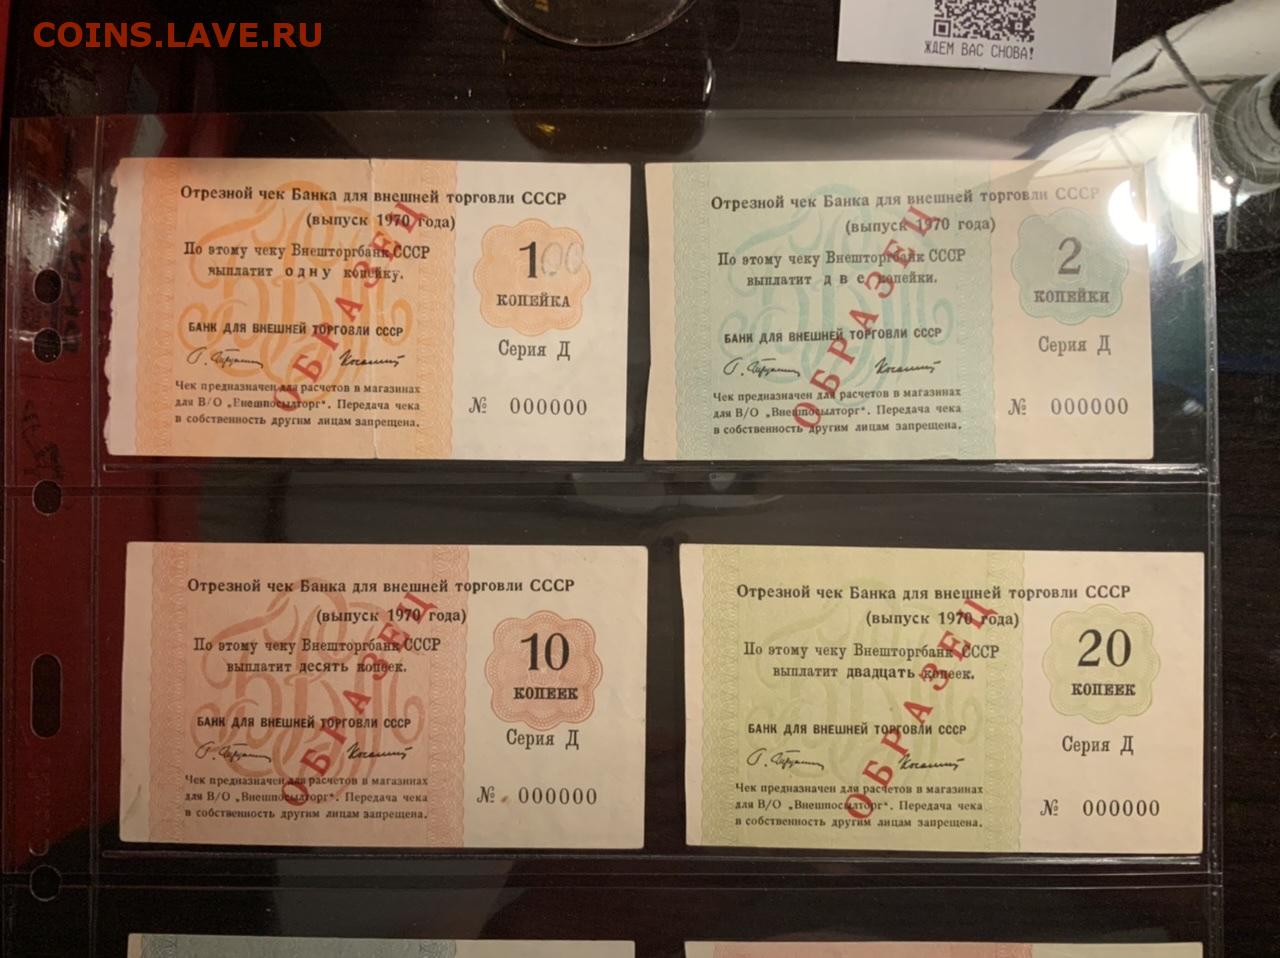 COINS.LAVE.RU
ЖДЕМ ВАС СНОВА!
Отрезной чек Банка для внешней торговли СССР
(выпуск 1970 года)
По этому чеку Внешторгбанк СССР
выплатит одну копейку.
100
КОПЕЙКА
БАНК ДЛЯ ВНЕШНЕЙ ТОРГОВЛИ СССР
Серия Д
Чек предназначен для расчетов в магазинах
для В/О „Внешпосылторг“. Передача чека
в собственность другим лицам запрещена.
№ 000000
ОБРАЗЕЦ
Отрезной чек Банка для внешней торговли СССР
(выпуск 1970 года)
По этому чеку Внешторгбанк СССР
выплатит две копейки.
2
КОПЕЙКИ
БАНК ДЛЯ ВНЕШНЕЙ ТОРГОВЛИ СССР
Серия Д
Чек предназначен для расчетов в магазинах
для В/О „Внешпосылторг“. Передача чека
в собственность другим лицам запрещена.
№ 000000
ОБРАЗЕЦ
Отрезной чек Банка для внешней торговли СССР
(выпуск 1970 года)
По этому чеку Внешторгбанк СССР
выплатит десять копеек.
10
КОПЕЕК
БАНК ДЛЯ ВНЕШНЕЙ ТОРГОВЛИ СССР
Серия Д
Чек предназначен для расчетов в магазинах
для В/О „Внешпосылторг“. Передача чека
в собственность другим лицам запрещена.
№ 000000
ОБРАЗЕЦ
Отрезной чек Банка для внешней торговли СССР
(выпуск 1970 года)
По этому чеку Внешторгбанк СССР
выплатит двадцать копеек.
20
КОПЕЕК
БАНК ДЛЯ ВНЕШНЕЙ ТОРГОВЛИ СССР
Серия Д
Чек предназначен для расчетов в магазинах
для В/О „Внешпосылторг“. Передача чека
в собственность другим лицам запрещена.
№ 000000
ОБРАЗЕЦ